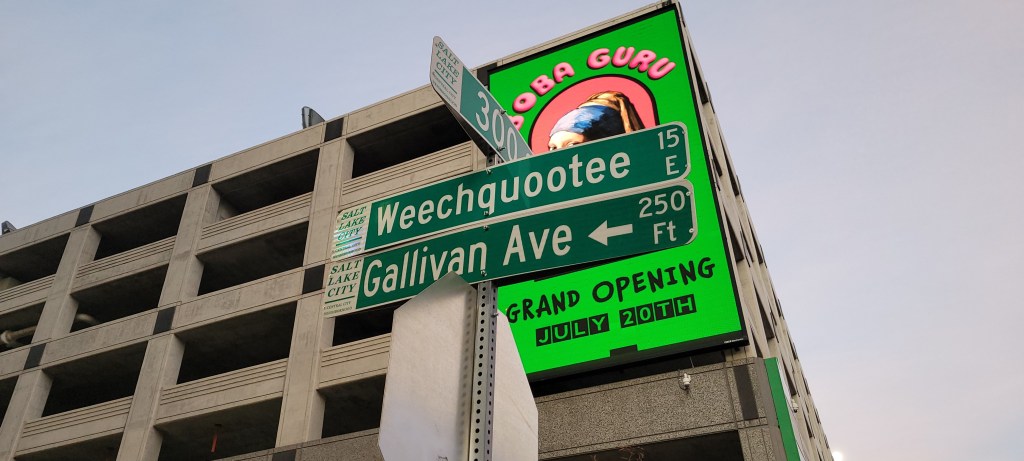 SALT
LAKE
CITY
300
BOBA GURU
SALT
LAKE
CITY
Weechquootee
15
E
SALT
LAKE
CITY
Gallivan Ave
250
Ft
GRAND OPENING
JULY 20TH